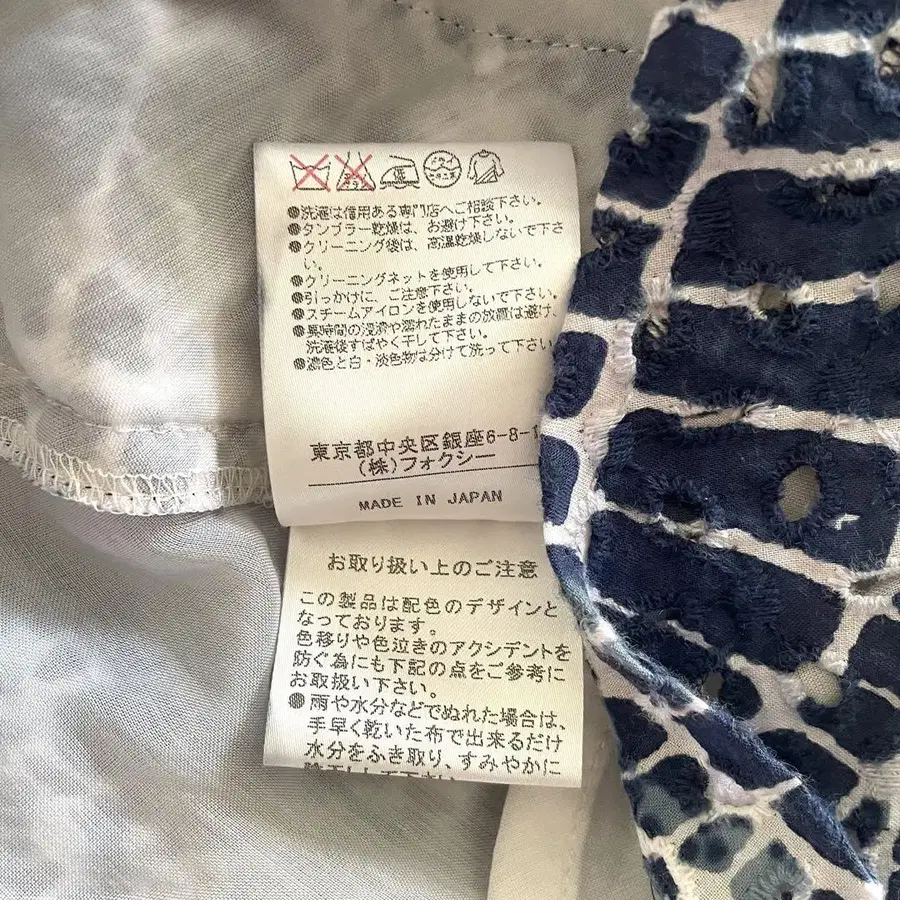 低
ドライ
●洗濯は信用ある専門店へご相談下さい。
●タンブラー乾燥は、お避け下さい。
●クリーニング後は、高温乾燥しないで下さ
い。
●クリーニングネットを使用して下さい。
●引っかけに、ご注意下さい。
●スチームアイロンを使用しないで下さい。
●長時間の浸漬や濡れたままの放置は避け、
洗濯後すばやく干して下さい。
●濃色と白・淡色物は分けて洗って下さい
東京都中央区銀座6-8-1
(株)フォクシー
MADE IN JAPAN
お取り扱い上のご注意
この製品は配色のデザインと
なっております。
色移りや色泣きのアクシデントを
防ぐ為にも下記の点をご参考に
お取扱い下さい。
●雨や水分などでぬれた場合は、
手早く乾いた布で出来るだけ
水分をふき取り、すみやかに